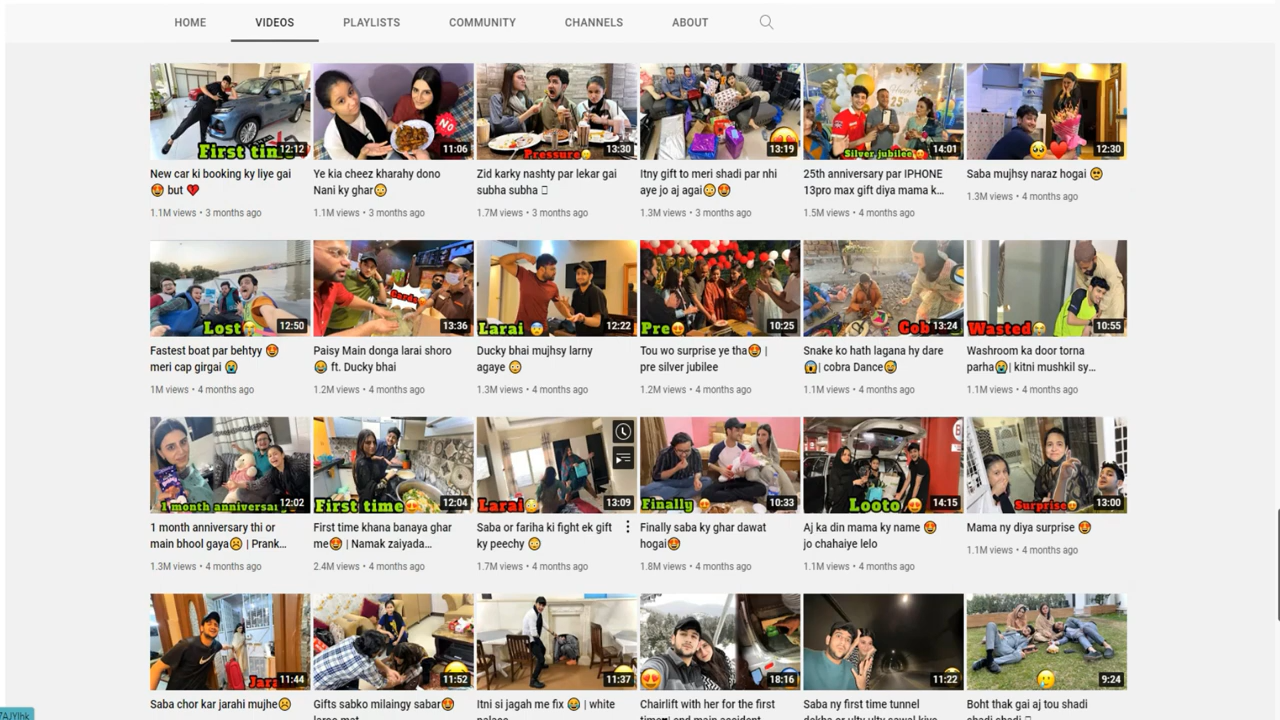 HOME VIDEOS PLAYLISTS COMMUNITY CHANNELS ABOUT
First tim 12:12
No 11:06
Pressure 13:30
13:19
Silver jubilee 14:01
12:30
New car ki booking ky liye gai
😍 but 💔
1.1M views • 3 months ago
Ye kia cheez kharahy dono
Nani ky ghar😳
1.1M views • 3 months ago
Zid karky nashty par lekar gai
subha subha
1.7M views • 3 months ago
Itny gift to meri shadi par nhi
aye jo aj agai😳😍
1.3M views • 3 months ago
25th anniversary par IPHONE
13pro max gift diya mama k...
1.5M views • 4 months ago
Saba mujhsy naraz hogai 🥺
1.3M views • 4 months ago
Lost 12:50
Cards 13:36
Larai 12:22
Pre 10:25
Cob 13:24
Wasted 10:55
Fastest boat par behtyy 😍
meri cap girgai 😭
1M views • 4 months ago
Paisy Main donga larai shoro
😂 ft. Ducky bhai
1.2M views • 4 months ago
Ducky bhai mujhsy larny
agaye 😳
1.3M views • 4 months ago
Tou wo surprise ye tha😍 |
pre silver jubilee
1.2M views • 4 months ago
Snake ko hath lagana hy dare
😱| cobra Dance😅
1.1M views • 4 months ago
Washroom ka door torna
parha😭| kitni mushkil sy...
1.1M views • 4 months ago
1 month anniversar 12:02
First time 12:04
Larai 13:09
Finally 10:33
Looto 14:15
Surprise 13:00
1 month anniversary thi or
main bhool gaya☹️ | Prank...
1.3M views • 4 months ago
First time khana banaya ghar
me😍 | Namak zaiyada...
2.4M views • 4 months ago
Saba or fariha ki fight ek gift
ky peechy 😳
1.7M views • 4 months ago
Finally saba ky ghar dawat
hogai😍
1.8M views • 4 months ago
Aj ka din mama ky name 😍
jo chahaiye lelo
1.1M views • 4 months ago
Mama ny diya surprise 😍
1.1M views • 4 months ago
Jara 11:44
11:52
11:37
18:16
11:22
9:24
Saba chor kar jarahi mujhe☹️
Gifts sabko milaingy sabar😍
Itni si jagah me fix 😂 | white
Chairlift with her for the first
First time tunnel
Boht thak gai aj tou shadi